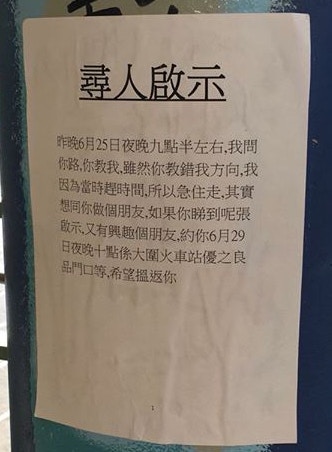 尋人啟示
昨晚6月25日夜晚九點半左右,我問
你路,你教我,雖然你教錯我方向,我
因為當時趕時間,所以急住走,其實
想同你做個朋友,如果你睇到呢張
啟示,又有興趣個朋友,約你6月29
日夜晚十點係大圍火車站優之良
品門口等,希望搵返你
1